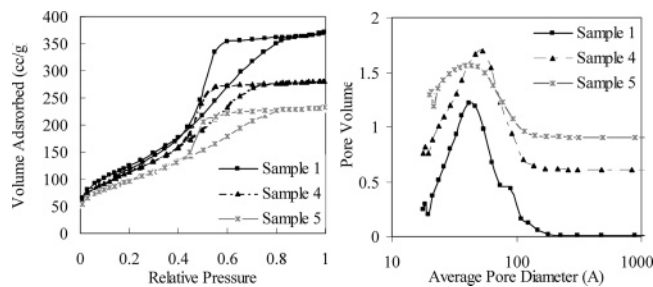 Volume Adsorbed (cc/g
400
350
300
250
200
150
100
50
0
0
0.2
0.4
0.6
0.8
1
Relative Pressure
Sample 1
Sample 4
Sample 5
Pore Volume
2
1.5
1
0.5
0
10
100
1000
Average Pore Diameter (A)
Sample 1
Sample 4
Sample 5